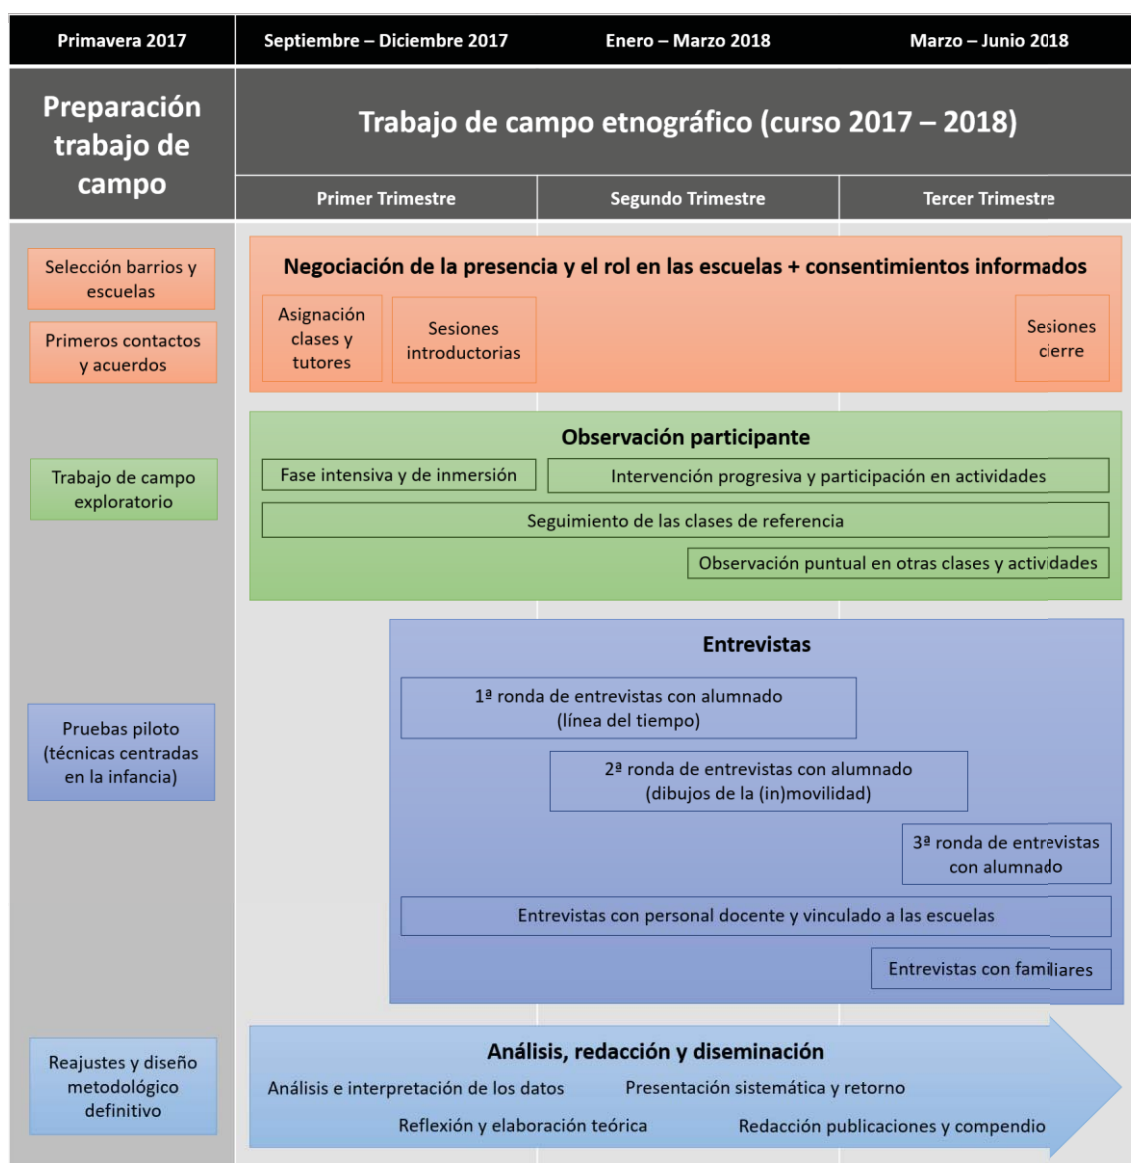 Primavera 2017
Septiembre – Diciembre 2017
Enero – Marzo 2018
Marzo – Junio 2018
Preparación
trabajo de
campo
Trabajo de campo etnográfico (curso 2017 – 2018)
Primer Trimestre
Segundo Trimestre
Tercer Trimestre
Selección barrios y
escuelas
Primeros contactos
y acuerdos
Negociación de la presencia y el rol en las escuelas + consentimientos informados
Asignación
clases y
tutores
Sesiones
introductorias
Sesiones
cierre
Trabajo de campo
exploratorio
Observación participante
Fase intensiva y de inmersión
Intervención progresiva y participación en actividades
Seguimiento de las clases de referencia
Observación puntual en otras clases y actividades
Pruebas piloto
(técnicas centradas
en la infancia)
Entrevistas
1ª ronda de entrevistas con alumnado
(línea del tiempo)
2ª ronda de entrevistas con alumnado
(dibujos de la (in)movilidad)
3ª ronda de entrevistas
con alumnado
Entrevistas con personal docente y vinculado a las escuelas
Entrevistas con familiares
Reajustes y diseño
metodológico
definitivo
Análisis, redacción y diseminación
Análisis e interpretación de los datos
Presentación sistemática y retorno
Reflexión y elaboración teórica
Redacción publicaciones y compendio